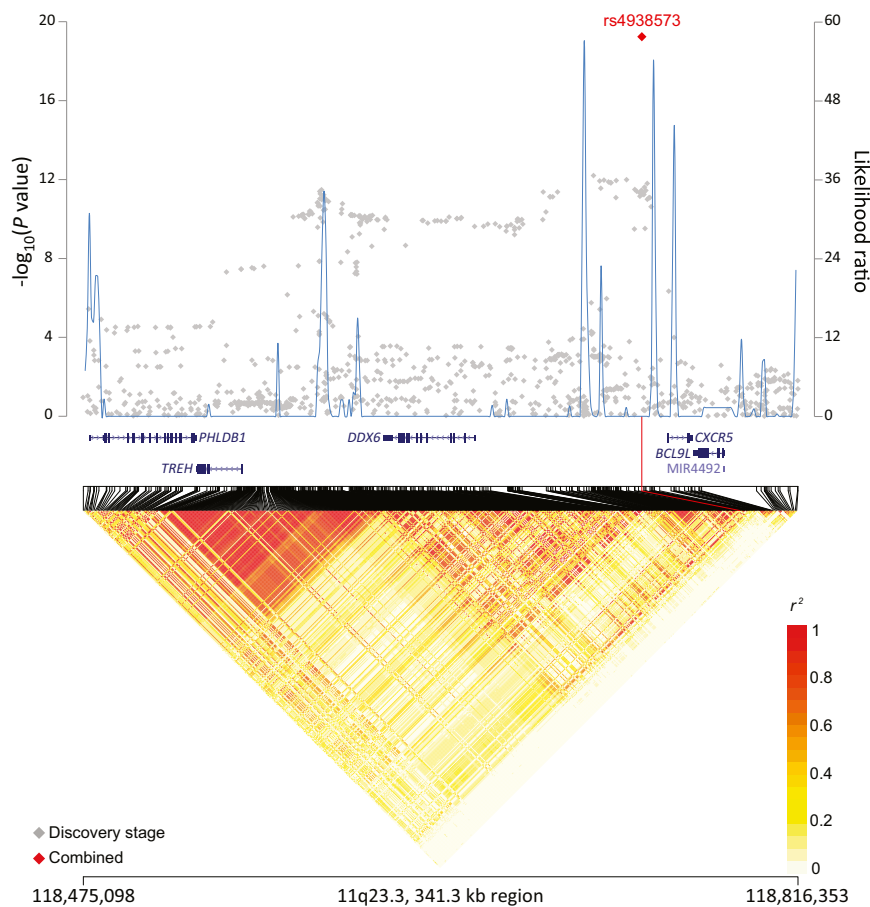 rs4938573
20
16
12
8
4
0
-log10(P value)
60
48
36
24
12
0
Likelihood ratio
PHLDB1
DDX6
CXCR5
BCL9L
TREH
MIR4492
r²
1
0.8
0.6
0.4
0.2
0
Discovery stage
Combined
118,475,098
11q23.3, 341.3 kb region
118,816,353